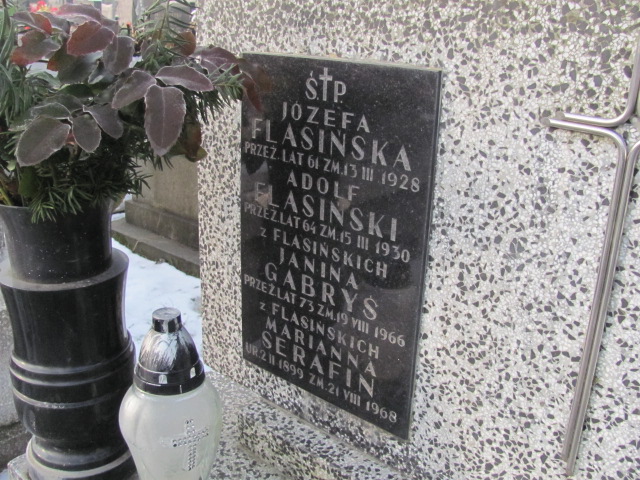 Ś†P.
JÓZEFA
FLASIŃSKA
PRZEŻ. LAT 61 ZM. 13 III 1928
ADOLF
FLASIŃSKI
PRZEŻ. LAT 64 ZM. 15 III 1930
Z FLASIŃSKICH
JANINA
GABRYŚ
PRZEŻ. LAT 73 ZM. 19 VIII 1966
Z FLASIŃSKICH
MARIANNA
SERAFIN
UR. 2 II 1899 ZM. 21 VIII 1968